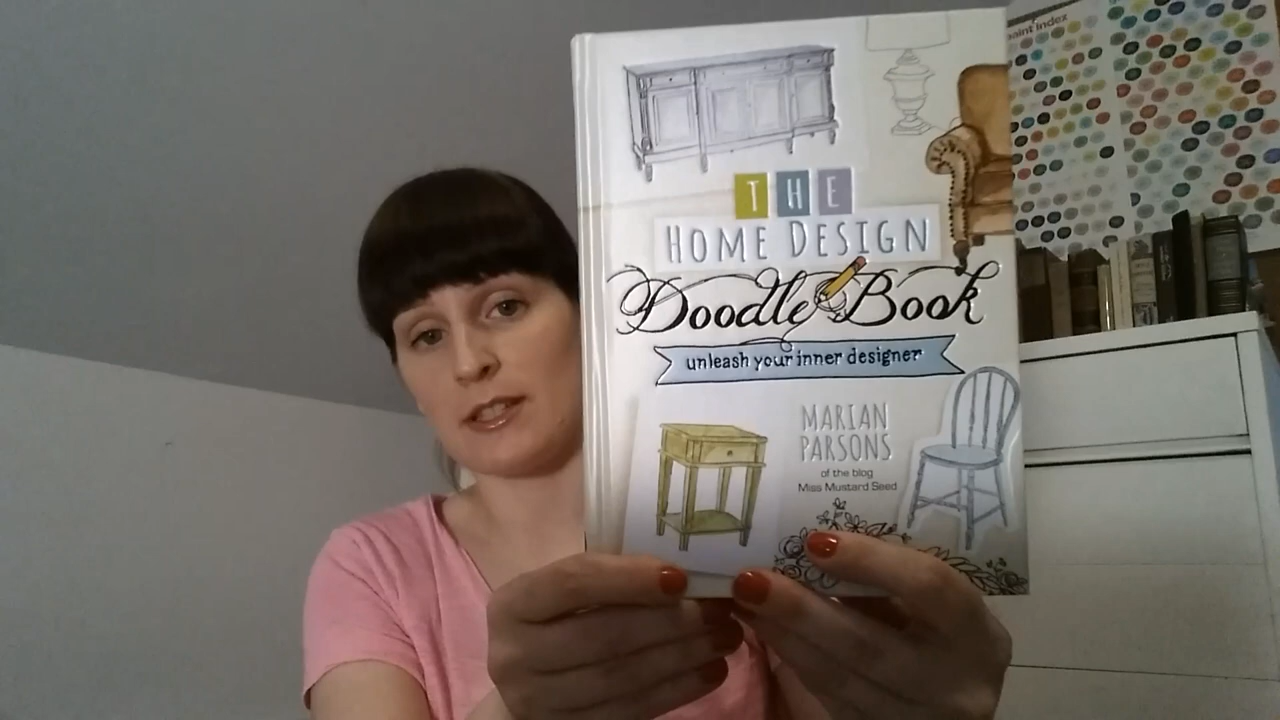 paint index
THE
HOME DESIGN
Doodle Book
unleash your inner designer
MARIAN
PARSONS
of the blog
Miss Mustard Seed